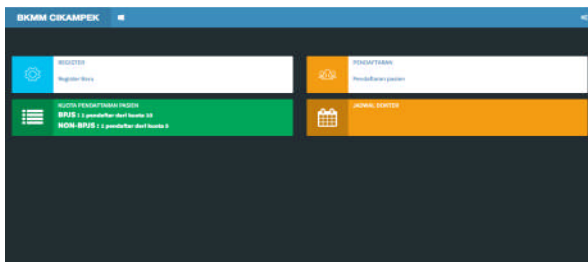 BKMM CIKAMPEK
REGISTER
Register Baru
PENDAFTARAN
Pendaftaran pasien
KUOTA PENDAFTARAN PASIEN
BPJS : 1 pendaftar dari kuota 10
NON-BPJS : 1 pendaftar dari kuota 5
JADWAL DOKTER